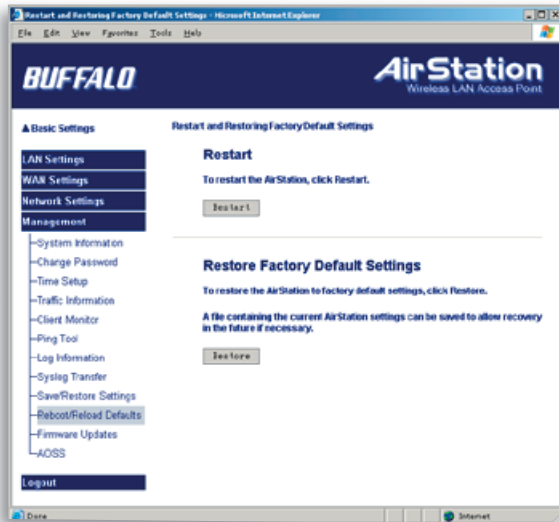 Restart and Restoring Factory Default Settings - Microsoft Internet Explorer
File Edit View Favorites Tools Help
BUFFALO
AirStation
Wireless LAN Access Point
Basic Settings
LAN Settings
WAN Settings
Network Settings
Management
System Information
Change Password
Time Setup
Traffic Information
Client Monitor
Ping Tool
Log Information
Syslog Transfer
Save/Restore Settings
Reboot/Reload Defaults
Firmware Updates
AOSS
Logout
Restart and Restoring Factory Default Settings
Restart
To restart the AirStation, click Restart.
Restart
Restore Factory Default Settings
To restore the AirStation to factory default settings, click Restore.
A file containing the current AirStation settings can be saved to allow recovery
in the future if necessary.
Restore
Done
Internet